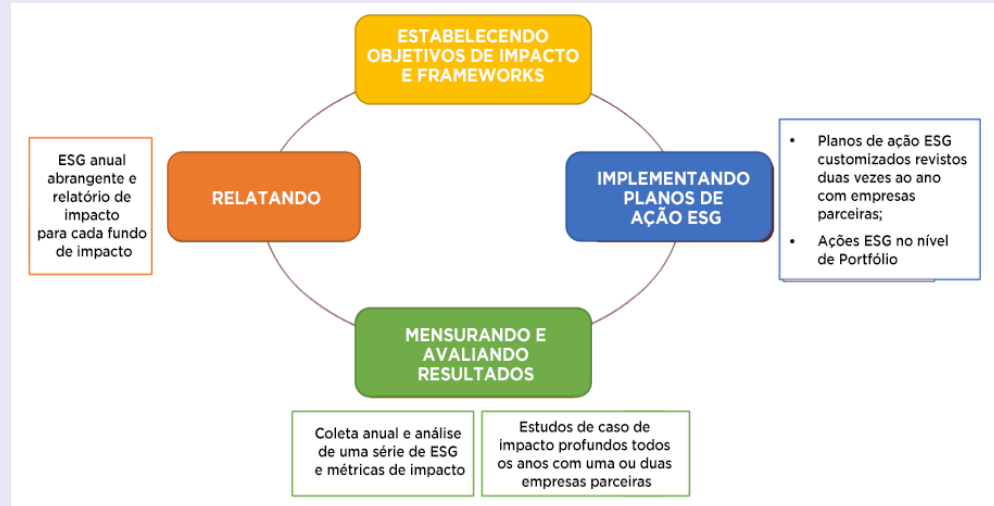 ESTABELECENDO
OBJETIVOS DE IMPACTO
E FRAMEWORKS
ESG anual
abrangente e
relatório de
impacto
para cada fundo
de impacto
RELATANDO
IMPLEMENTANDO
PLANOS DE
AÇÃO ESG
• Planos de ação ESG
customizados revistos
duas vezes ao ano
com empresas
parceiras;
• Ações ESG no nível
de Portfólio
MENSURANDO E
AVALIANDO
RESULTADOS
Coleta anual e análise
de uma série de ESG
e métricas de impacto
Estudos de caso de
impacto profundos todos
os anos com uma ou duas
empresas parceiras